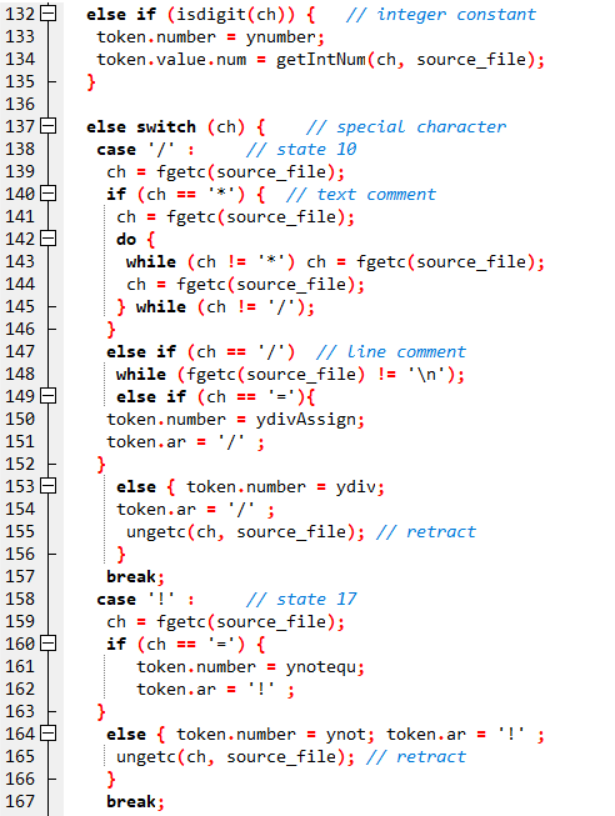 132 else if (isdigit(ch)) { // integer constant
133 token.number = ynumber;
134 token.value.num = getIntNum(ch, source_file);
135 }
136
137 else switch (ch) { // special character
138 case '/' : // state 10
139 ch = fgetc(source_file);
140 if (ch == '*') { // text comment
141 ch = fgetc(source_file);
142 do {
143 while (ch != '*') ch = fgetc(source_file);
144 ch = fgetc(source_file);
145 } while (ch != '/');
146 }
147 else if (ch == '/') // line comment
148 while (fgetc(source_file) != '\n');
149 else if (ch == '='){
150 token.number = ydivAssign;
151 token.ar = '/' ;
152 }
153 else { token.number = ydiv;
154 token.ar = '/' ;
155 ungetc(ch, source_file); // retract
156 }
157 break;
158 case '!' : // state 17
159 ch = fgetc(source_file);
160 if (ch == '=') {
161 token.number = ynotequ;
162 token.ar = '!' ;
163 }
164 else { token.number = ynot; token.ar = '!' ;
165 ungetc(ch, source_file); // retract
166 }
167 break;